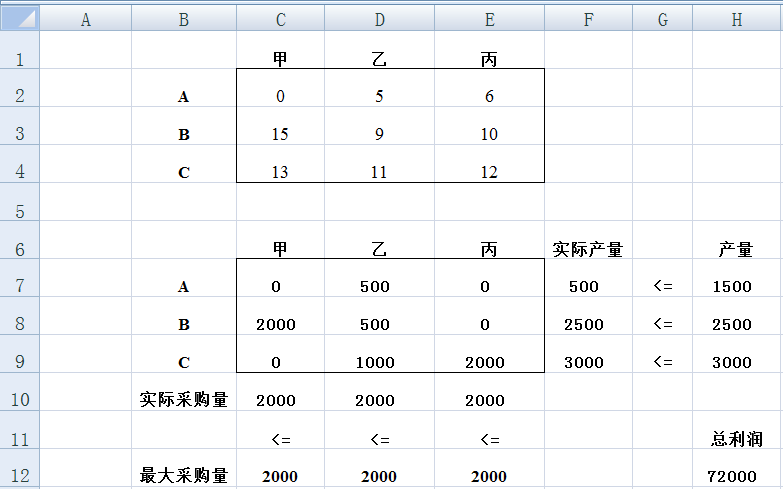 A B C D E F G H
1 甲 乙 丙
2 A 0 5 6
3 B 15 9 10
4 C 13 11 12
5
6 甲 乙 丙 实际产量 产量
7 A 0 500 0 500 <= 1500
8 B 2000 500 0 2500 <= 2500
9 C 0 1000 2000 3000 <= 3000
10 实际采购量 2000 2000 2000
11 <= <= <= 总利润
12 最大采购量 2000 2000 2000 72000